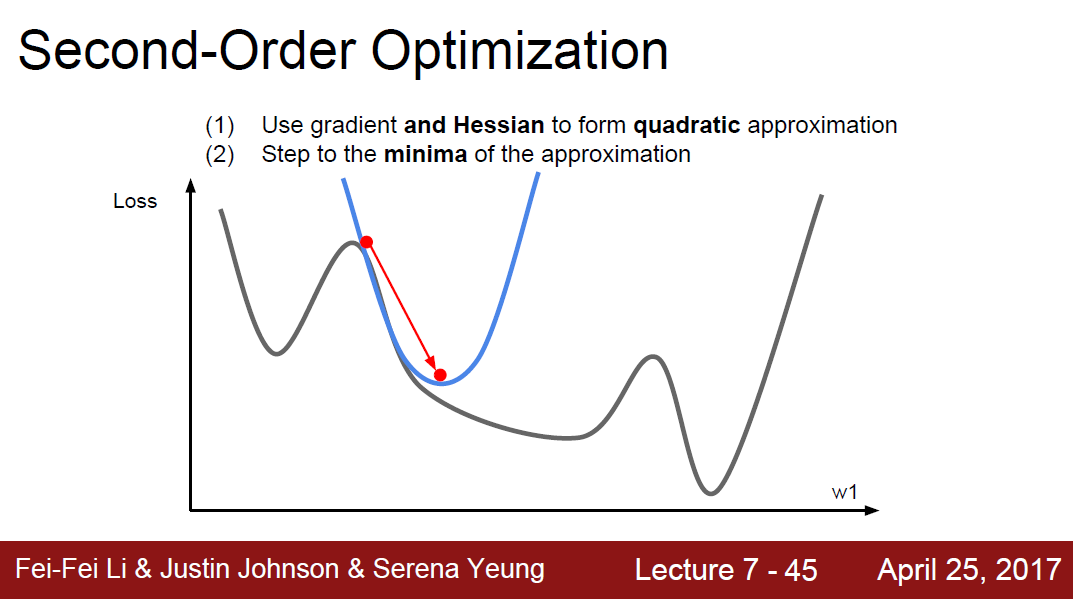 Second-Order Optimization
(1) Use gradient and Hessian to form quadratic approximation
(2) Step to the minima of the approximation
Loss
w1
Fei-Fei Li & Justin Johnson & Serena Yeung
Lecture 7 - 45
April 25, 2017